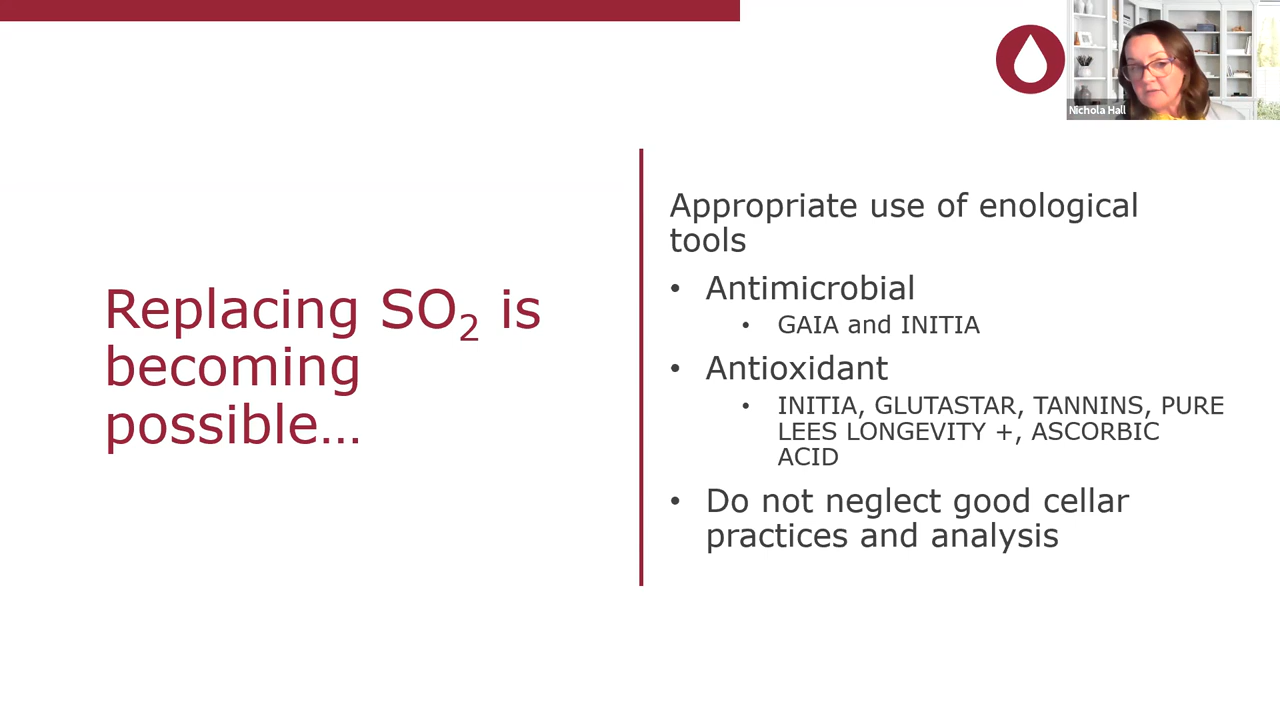 Nichola Hall
Replacing SO₂ is
becoming
possible…
Appropriate use of enological
tools
• Antimicrobial
• GAIA and INITIA
• Antioxidant
• INITIA, GLUTASTAR, TANNINS, PURE
LEES LONGEVITY +, ASCORBIC
ACID
• Do not neglect good cellar
practices and analysis